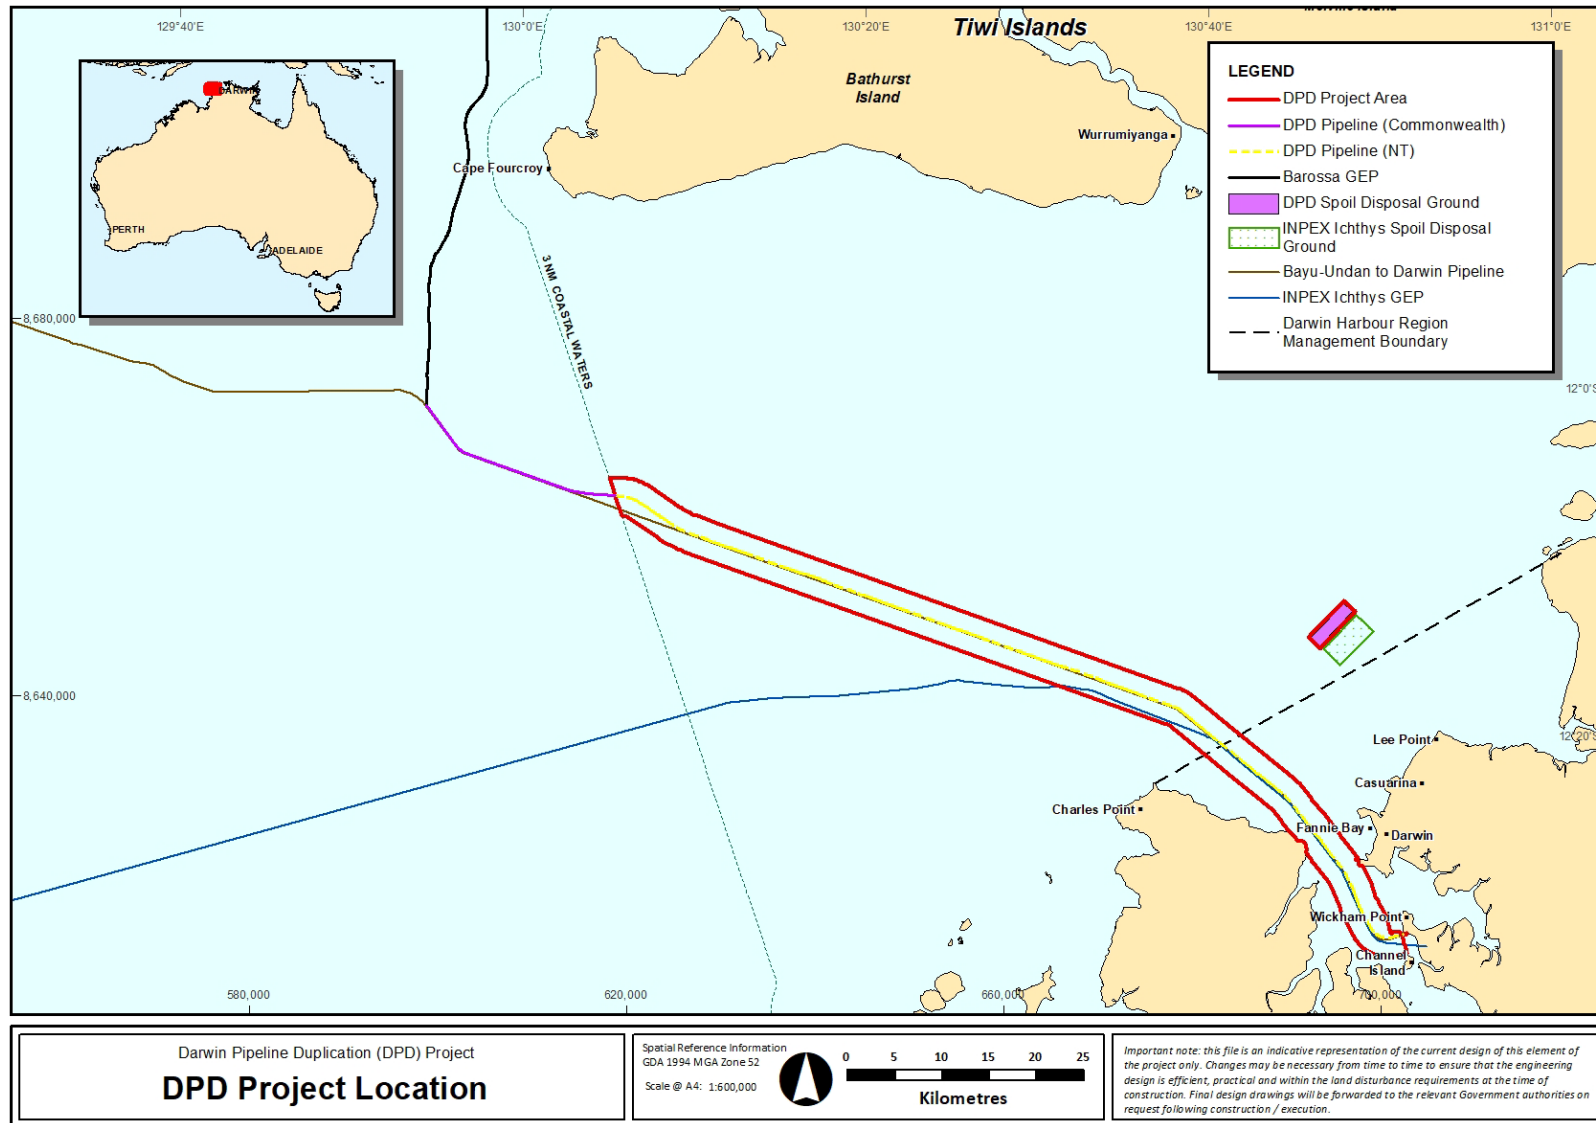 129°40'E
130°0'E
130°20'E
130°40'E
131°0'E
Tiwi Islands
Melville Island
Bathurst
Island
Wurrumiyanga
Cape Fourcroy
DARWIN
PERTH
ADELAIDE
LEGEND
DPD Project Area
DPD Pipeline (Commonwealth)
DPD Pipeline (NT)
Barossa GEP
DPD Spoil Disposal Ground
INPEX Ichthys Spoil Disposal
Ground
Bayu-Undan to Darwin Pipeline
INPEX Ichthys GEP
Darwin Harbour Region
Management Boundary
3 NM COASTAL WATERS
8,680,000
12°0'S
8,640,000
12°20'S
Lee Point
Casuarina
Charles Point
Fannie Bay
Darwin
Wickham Point
Channel
Island
580,000
620,000
660,000
700,000
Darwin Pipeline Duplication (DPD) Project
DPD Project Location
Spatial Reference Information
GDA 1994 MGA Zone 52
Scale @ A4: 1:600,000
0 5 10 15 20 25
Kilometres
Important note: this file is an indicative representation of the current design of this element of
the project only. Changes may be necessary from time to time to ensure that the engineering
design is efficient, practical and within the land disturbance requirements at the time of
construction. Final design drawings will be forwarded to the relevant Government authorities on
request following construction / execution.